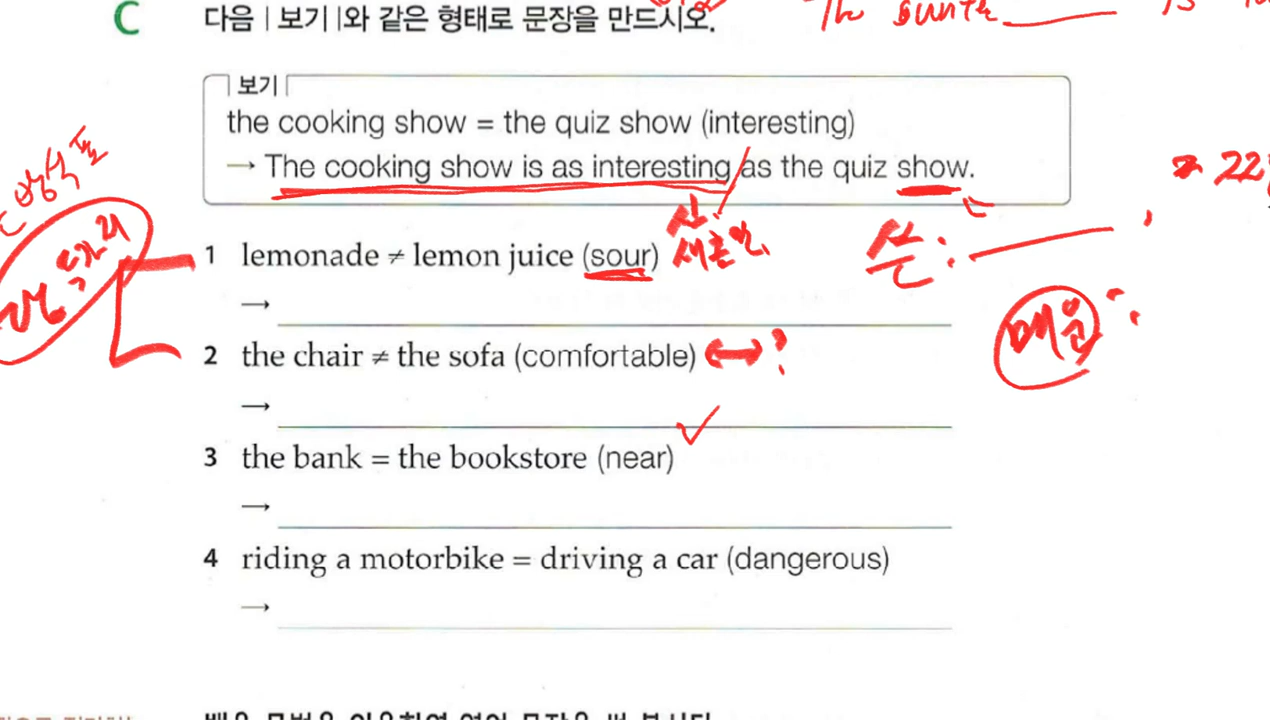 C 다음 | 보기 |와 같은 형태로 문장을 만드시오.
The is
보기
the cooking show = the quiz show (interesting)
→ The cooking show is as interesting as the quiz show.
1 lemonade ≠ lemon juice (sour) 신, 새콤한
쓴:
→
매운:
2 the chair ≠ the sofa (comfortable) ↔?
→
3 the bank = the bookstore (near)
→
4 riding a motorbike = driving a car (dangerous)
→